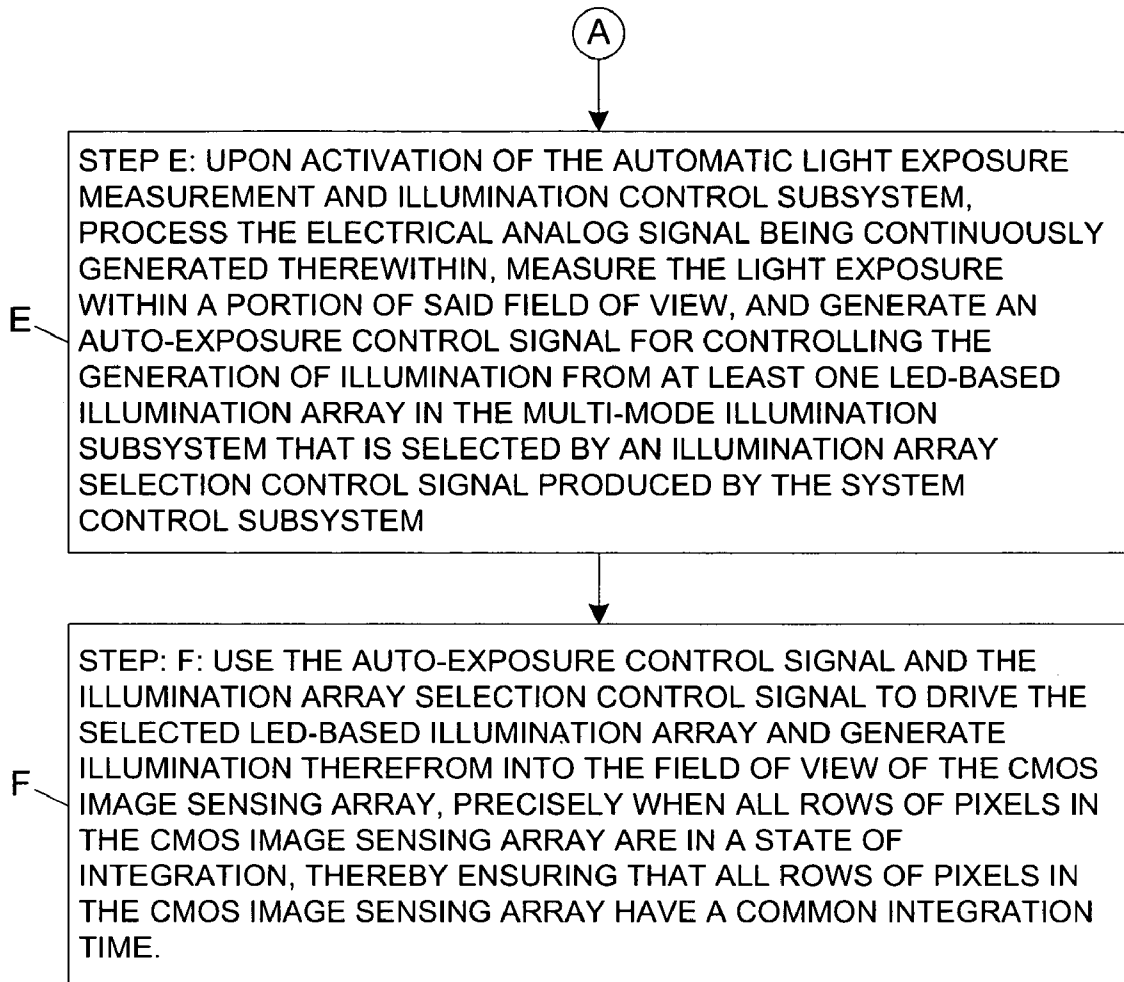 A
STEP E: UPON ACTIVATION OF THE AUTOMATIC LIGHT EXPOSURE
MEASUREMENT AND ILLUMINATION CONTROL SUBSYSTEM,
PROCESS THE ELECTRICAL ANALOG SIGNAL BEING CONTINUOUSLY
GENERATED THEREWITHIN, MEASURE THE LIGHT EXPOSURE
WITHIN A PORTION OF SAID FIELD OF VIEW, AND GENERATE AN
AUTO-EXPOSURE CONTROL SIGNAL FOR CONTROLLING THE
GENERATION OF ILLUMINATION FROM AT LEAST ONE LED-BASED
ILLUMINATION ARRAY IN THE MULTI-MODE ILLUMINATION
SUBSYSTEM THAT IS SELECTED BY AN ILLUMINATION ARRAY
SELECTION CONTROL SIGNAL PRODUCED BY THE SYSTEM
CONTROL SUBSYSTEM
E
STEP: F: USE THE AUTO-EXPOSURE CONTROL SIGNAL AND THE
ILLUMINATION ARRAY SELECTION CONTROL SIGNAL TO DRIVE THE
SELECTED LED-BASED ILLUMINATION ARRAY AND GENERATE
ILLUMINATION THEREFROM INTO THE FIELD OF VIEW OF THE CMOS
IMAGE SENSING ARRAY, PRECISELY WHEN ALL ROWS OF PIXELS IN
THE CMOS IMAGE SENSING ARRAY ARE IN A STATE OF
INTEGRATION, THEREBY ENSURING THAT ALL ROWS OF PIXELS IN
THE CMOS IMAGE SENSING ARRAY HAVE A COMMON INTEGRATION
TIME.
F